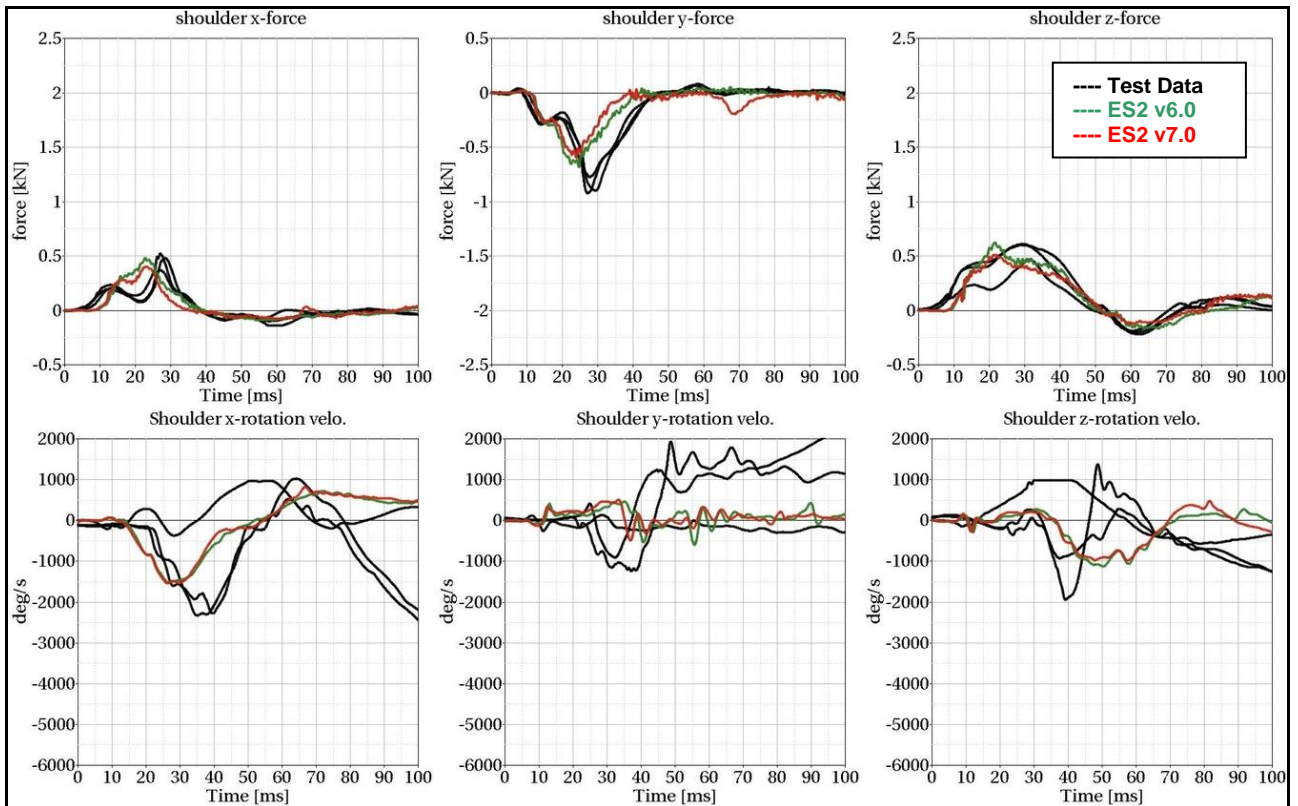 shoulder x-force
2.5
2
1.5
1
0.5
0
-0.5
force [kN]
0 10 20 30 40 50 60 70 80 90 100
Time [ms]
shoulder y-force
0.5
0
-0.5
-1
-1.5
-2
-2.5
force [kN]
0 10 20 30 40 50 60 70 80 90 100
Time [ms]
shoulder z-force
2.5
2
1.5
1
0.5
0
-0.5
force [kN]
0 10 20 30 40 50 60 70 80 90 100
Time [ms]
---- Test Data
---- ES2 v6.0
---- ES2 v7.0
Shoulder x-rotation velo.
2000
1000
0
-1000
-2000
-3000
-4000
-5000
-6000
deg/s
0 10 20 30 40 50 60 70 80 90 100
Time [ms]
Shoulder y-rotation velo.
2000
1000
0
-1000
-2000
-3000
-4000
-5000
-6000
deg/s
0 10 20 30 40 50 60 70 80 90 100
Time [ms]
Shoulder z-rotation velo.
2000
1000
0
-1000
-2000
-3000
-4000
-5000
-6000
deg/s
0 10 20 30 40 50 60 70 80 90 100
Time [ms]